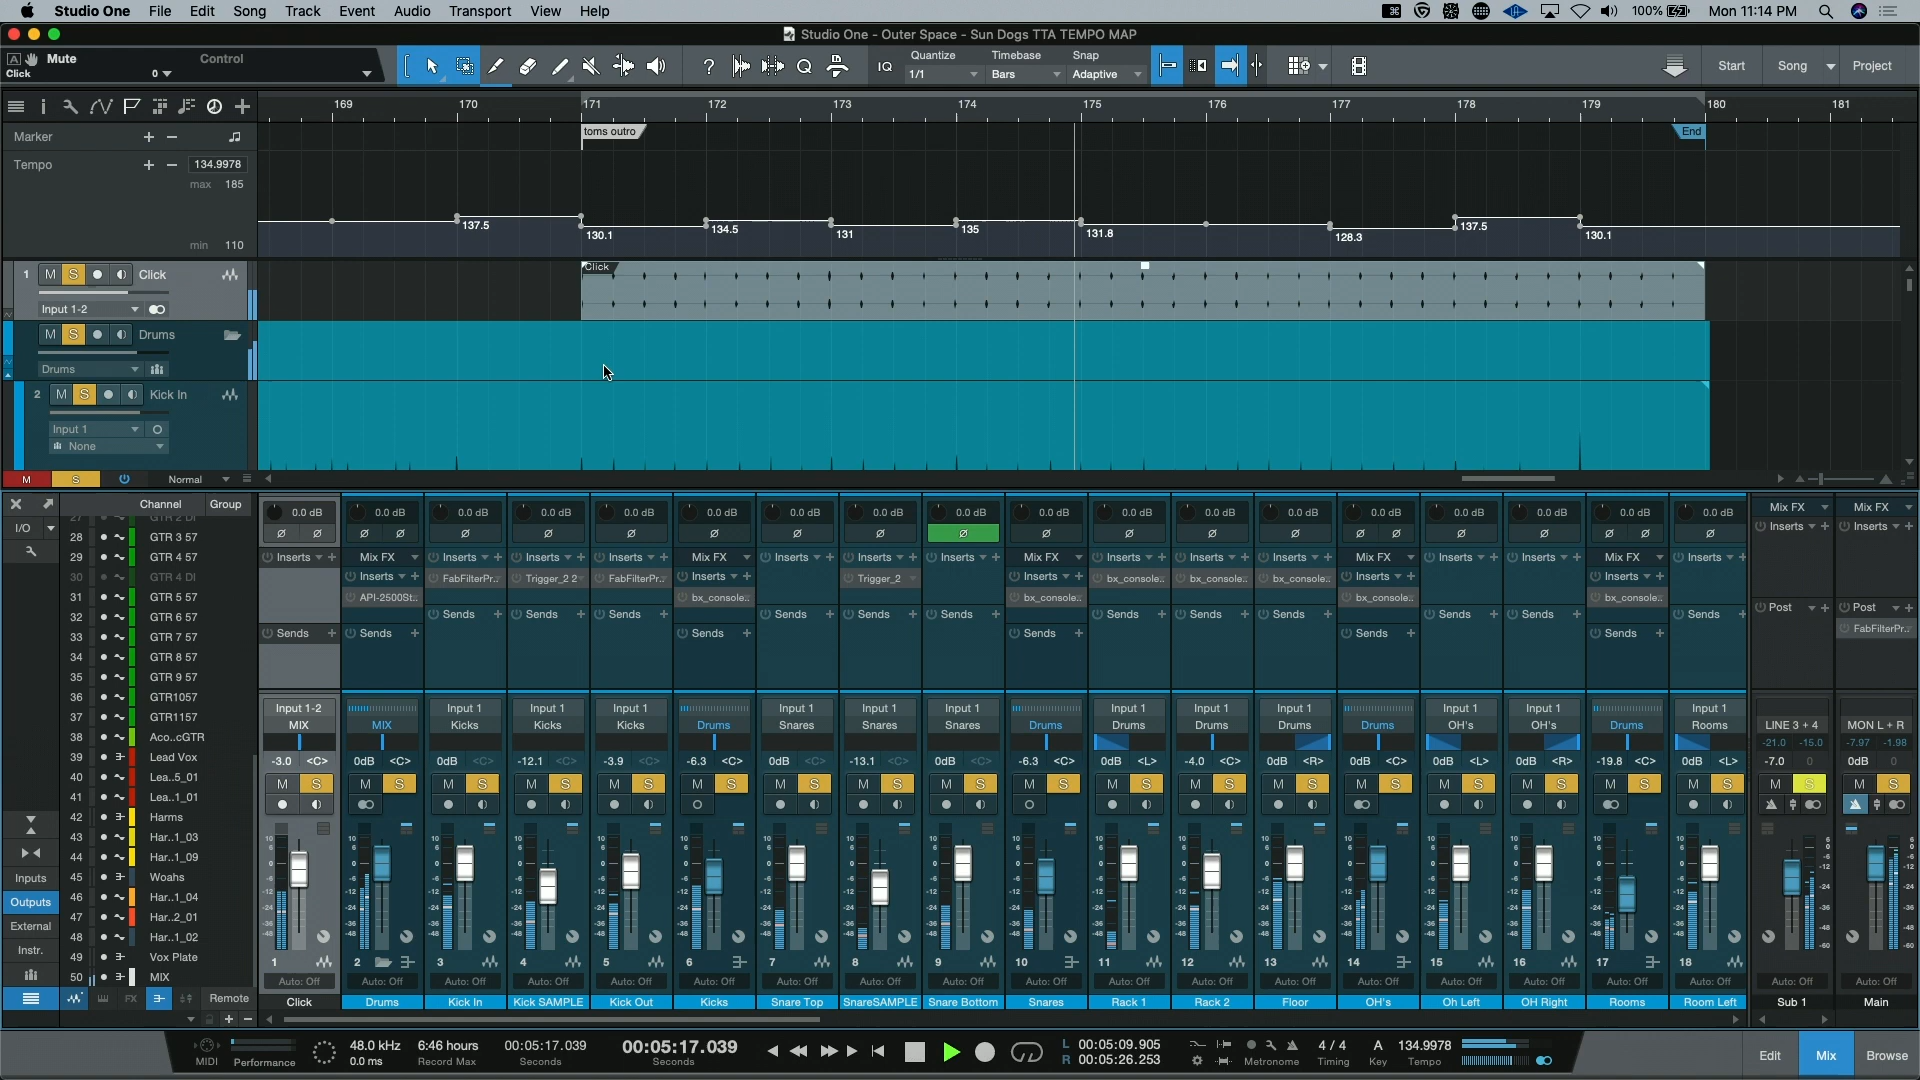 Studio One File Edit Song Track Event Audio Transport View Help 100% Mon 11:14 PM
Studio One - Outer Space - Sun Dogs TTA TEMPO MAP
A Mute Control
Click 0
IQ Quantize Timebase Snap
1/1 Bars Adaptive
Start Song Project
169 170 171 172 173 174 175 176 177 178 179 180 181
Marker + −
toms outro End
Tempo + − 134.9978
max 185
min 110
137.5 130.1 134.5 131 135 131.8 128.3 137.5 130.1
1 M S Click
Input 1-2
Click
M S Drums
Drums
2 M S Kick In
Input 1
None
M S Normal
Channel Group
I/O
27 GTR 2 DI
28 GTR 3 57
29 GTR 4 57
30 GTR 4 DI
31 GTR 5 57
32 GTR 6 57
33 GTR 7 57
34 GTR 8 57
35 GTR 9 57
36 GTR1057
37 GTR1157
38 Aco..cGTR
39 Lead Vox
40 Lea..5_01
41 Lea..1_01
42 Harms
43 Har..1_03
44 Har..1_09
45 Woahs
46 Har..1_04
47 Har..2_01
48 Har..1_02
49 Vox Plate
50 MIX
Inputs
Outputs
External
Instr.
FX Remote
0.0 dB 0.0 dB 0.0 dB 0.0 dB 0.0 dB 0.0 dB 0.0 dB 0.0 dB 0.0 dB 0.0 dB 0.0 dB 0.0 dB 0.0 dB 0.0 dB 0.0 dB 0.0 dB 0.0 dB 0.0 dB Mix FX Mix FX
Inserts Mix FX Inserts Inserts Inserts Mix FX Inserts Inserts Inserts Mix FX Inserts Inserts Inserts Mix FX Inserts Inserts Mix FX Inserts Inserts Inserts
Inserts FabFilterPr.. Trigger_2 2 FabFilterPr.. Inserts Trigger_2 Inserts bx_console.. bx_console.. bx_console.. Inserts Inserts
API-2500St.. bx_console.. bx_console.. bx_console.. bx_console.. Post Post
Sends Sends Sends Sends Sends Sends Sends Sends Sends Sends Sends FabFilterPr..
Sends Sends Sends Sends Sends Sends
Input 1-2 Input 1 Input 1 Input 1 Input 1 Input 1 Input 1 Input 1 Input 1 Input 1 Input 1 Input 1 Input 1
MIX MIX Kicks Kicks Kicks Drums Snares Snares Snares Drums Drums Drums Drums Drums OH's OH's Drums Rooms LINE 3 + 4 MON L + R
-21.0 -15.0 -7.97 -1.98
-3.0 <C> 0dB <C> 0dB <C> -12.1 <C> -3.9 <C> -6.3 <C> 0dB <C> -13.1 <C> 0dB <C> -6.3 <C> 0dB <L> -4.0 <C> 0dB <R> 0dB <C> 0dB <L> 0dB <R> -19.8 <C> 0dB <L> -7.0 0 0dB 0
M S M S M S M S M S M S M S M S M S M S M S M S M S M S M S M S M S M S M S M S
1 2 3 4 5 6 7 8 9 10 11 12 13 14 15 16 17 18
Auto: Off Auto: Off Auto: Off Auto: Off Auto: Off Auto: Off Auto: Off Auto: Off Auto: Off Auto: Off Auto: Off Auto: Off Auto: Off Auto: Off Auto: Off Auto: Off Auto: Off Auto: Off Auto: Off Auto: Off
Click Drums Kick In Kick SAMPLE Kick Out Kicks Snare Top SnareSAMPLE Snare Bottom Snares Rack 1 Rack 2 Floor OH's Oh Left OH Right Rooms Room Left Sub 1 Main
MIDI Performance
48.0 kHz 6:46 hours 00:05:17.039 00:05:17.039
0.0 ms Record Max Seconds Seconds
L 00:05:09.905
R 00:05:26.253
Metronome
4 / 4 A 134.9978
Timing Key Tempo
Edit Mix Browse